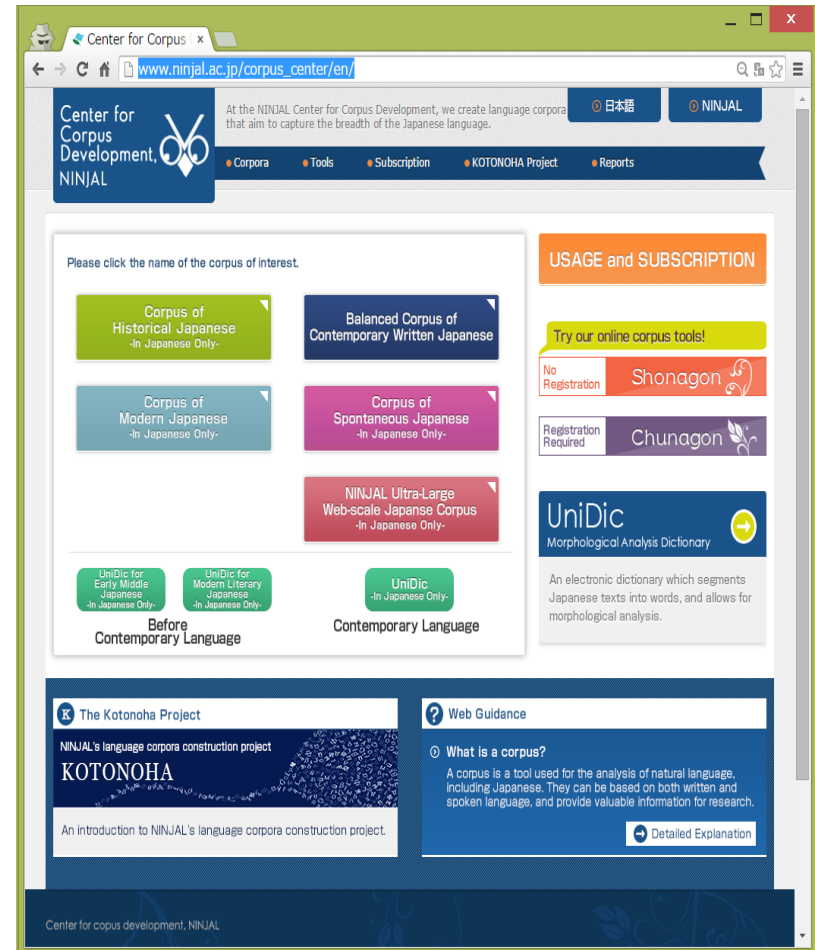 Center for Corpus
www.ninjal.ac.jp/corpus_center/en/
Center for
Corpus
Development,
NINJAL
At the NINJAL Center for Corpus Development, we create language corpora
that aim to capture the breadth of the Japanese language.
日本語
NINJAL
Corpora
Tools
Subscription
KOTONOHA Project
Reports
Please click the name of the corpus of interest.
Corpus of
Historical Japanese
-In Japanese Only-
Balanced Corpus of
Contemporary Written Japanese
Corpus of
Modern Japanese
-In Japanese Only-
Corpus of
Spontaneous Japanese
-In Japanese Only-
NINJAL Ultra-Large
Web-scale Japanse Corpus
-In Japanese Only-
UniDic for
Early Middle
Japanese
-In Japanese Only-
UniDic for
Modern Literary
Japanese
-In Japanese Only-
Before
Contemporary Language
UniDic
-In Japanese Only-
Contemporary Language
USAGE and SUBSCRIPTION
Try our online corpus tools!
No
Registration
Shonagon
Registration
Required
Chunagon
UniDic
Morphological Analysis Dictionary
An electronic dictionary which segments
Japanese texts into words, and allows for
morphological analysis.
K The Kotonoha Project
NINJAL's language corpora construction project
KOTONOHA
An introduction to NINJAL's language corpora construction project.
? Web Guidance
What is a corpus?
A corpus is a tool used for the analysis of natural language,
including Japanese. They can be based on both written and
spoken language, and provide valuable information for research.
Detailed Explanation
Center for copus development, NINJAL